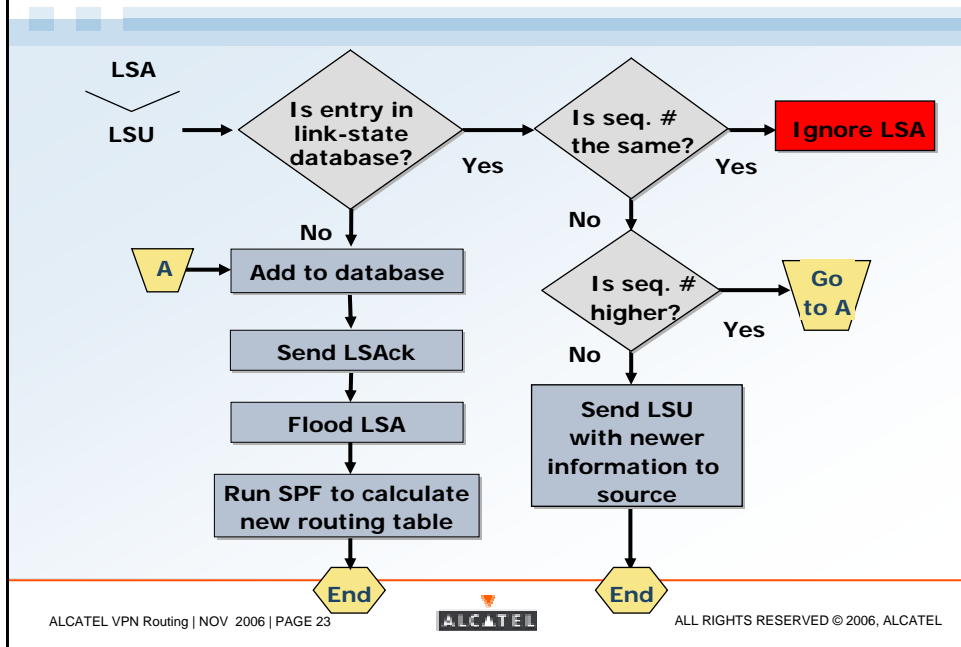 LSA
LSU
Is entry in
link-state
database?
Yes
Is seq. #
the same?
Yes
Ignore LSA
No
No
A
Add to database
Is seq. #
higher?
Yes
Go
to A
Send LSAck
No
Flood LSA
Send LSU
with newer
information to
source
Run SPF to calculate
new routing table
End
End
ALCATEL VPN Routing | NOV 2006 | PAGE 23
ALCATEL
ALL RIGHTS RESERVED © 2006, ALCATEL